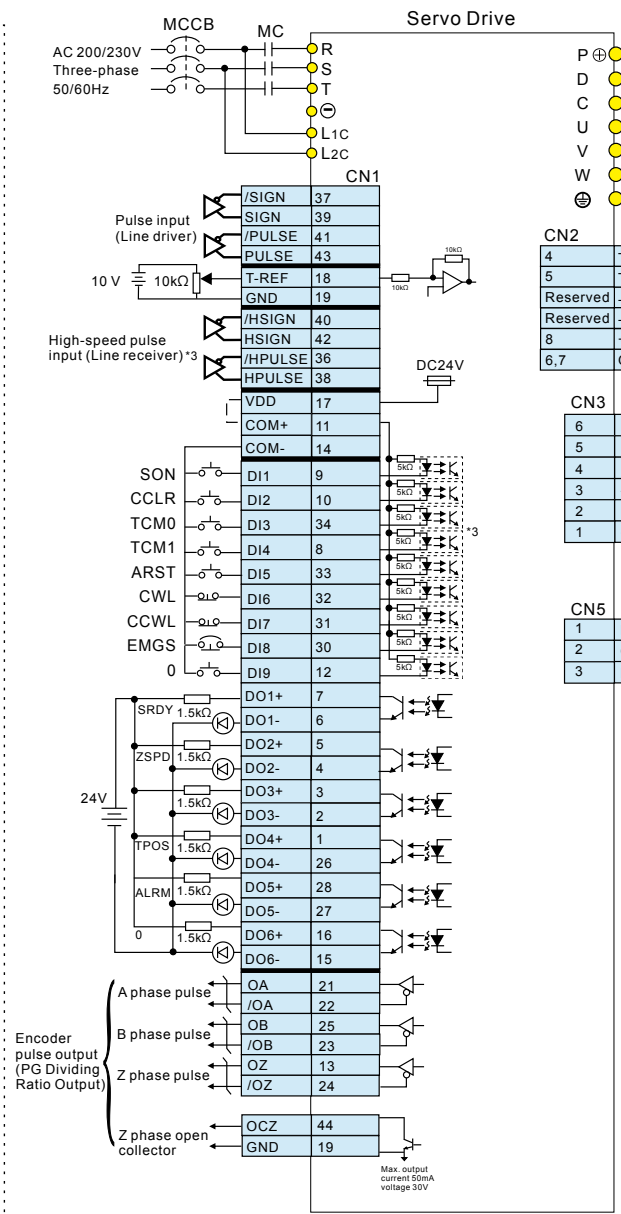 Servo Drive
MCCB
MC
AC 200/230V
Three-phase
50/60Hz
R
S
T
⊖
L1C
L2C
P ⊕
D
C
U
V
W
CN1
/SIGN 37
SIGN 39
/PULSE 41
PULSE 43
T-REF 18
GND 19
/HSIGN 40
HSIGN 42
/HPULSE 36
HPULSE 38
VDD 17
COM+ 11
COM- 14
DI1 9
DI2 10
DI3 34
DI4 8
DI5 33
DI6 32
DI7 31
DI8 30
DI9 12
DO1+ 7
DO1- 6
DO2+ 5
DO2- 4
DO3+ 3
DO3- 2
DO4+ 1
DO4- 26
DO5+ 28
DO5- 27
DO6+ 16
DO6- 15
OA 21
/OA 22
OB 25
/OB 23
OZ 13
/OZ 24
OCZ 44
GND 19
Pulse input
(Line driver)
10 V
10kΩ
High-speed pulse
input (Line receiver) *3
SON
CCLR
TCM0
TCM1
ARST
CWL
CCWL
EMGS
0
SRDY
1.5kΩ
ZSPD
1.5kΩ
1.5kΩ
24V
TPOS
1.5kΩ
ALRM
1.5kΩ
0
1.5kΩ
A phase pulse
B phase pulse
Z phase pulse
Encoder
pulse output
(PG Dividing
Ratio Output)
Z phase open
collector
10kΩ
10kΩ
DC24V
5kΩ
5kΩ
5kΩ
5kΩ
5kΩ
5kΩ
5kΩ
5kΩ
5kΩ
*3
Max. output
current 50mA
voltage 30V
CN2
4
5
Reserved
Reserved
8
6,7
CN3
6
5
4
3
2
1
CN5
1
2
3